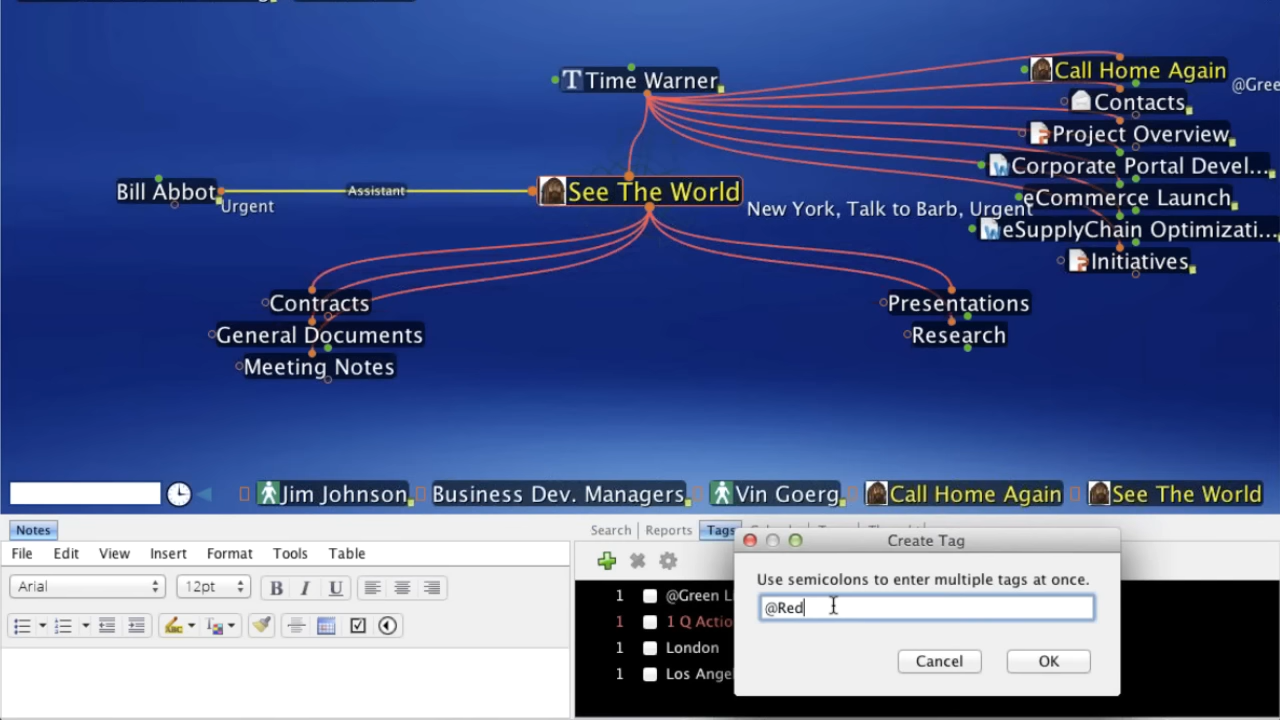 Time Warner
Call Home Again
@Gree
Contacts
Project Overview
Corporate Portal Devel...
Bill Abbot
Assistant
See The World
eCommerce Launch
Urgent
New York, Talk to Barb, Urgent
eSupplyChain Optimizati...
Initiatives
Contracts
Presentations
General Documents
Research
Meeting Notes
Jim Johnson
Business Dev. Managers
Vin Goerg
Call Home Again
See The World
Notes
Search
Reports
Tags
File Edit View Insert Format Tools Table
Arial
12pt
B I U
Create Tag
Use semicolons to enter multiple tags at once.
@Red
Cancel
OK
1 @Green Li
1 1 Q Actio
1 London
1 Los Ange